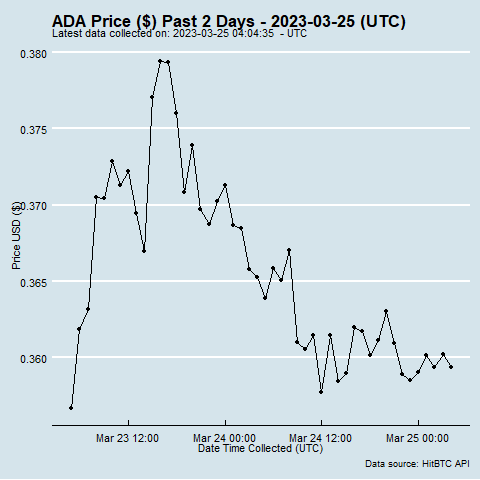 ADA Price ($) Past 2 Days - 2023-03-25 (UTC)
Latest data collected on: 2023-03-25 04:04:35 - UTC
0.380
0.375
0.370
0.365
0.360
Price USD ($)
Mar 23 12:00
Mar 24 00:00
Mar 24 12:00
Mar 25 00:00
Date Time Collected (UTC)
Data source: HitBTC API